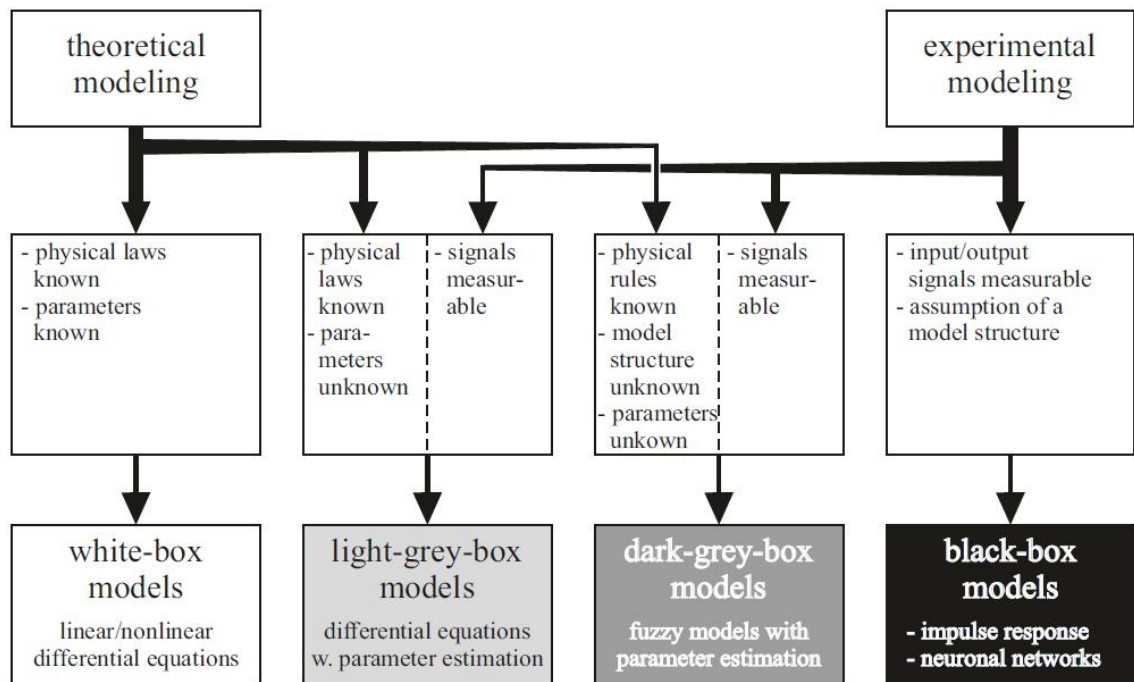 theoretical
modeling
experimental
modeling
- physical laws
known
- parameters
known
- physical
laws
known
- para-
meters
unknown
- signals
measur-
able
- physical
rules
known
- model
structure
unknown
- parameters
unkown
- signals
measur-
able
- input/output
signals measurable
- assumption of a
model structure
white-box
models
linear/nonlinear
differential equations
light-grey-box
models
differential equations
w. parameter estimation
dark-grey-box
models
fuzzy models with
parameter estimation
black-box
models
- impulse response
- neuronal networks